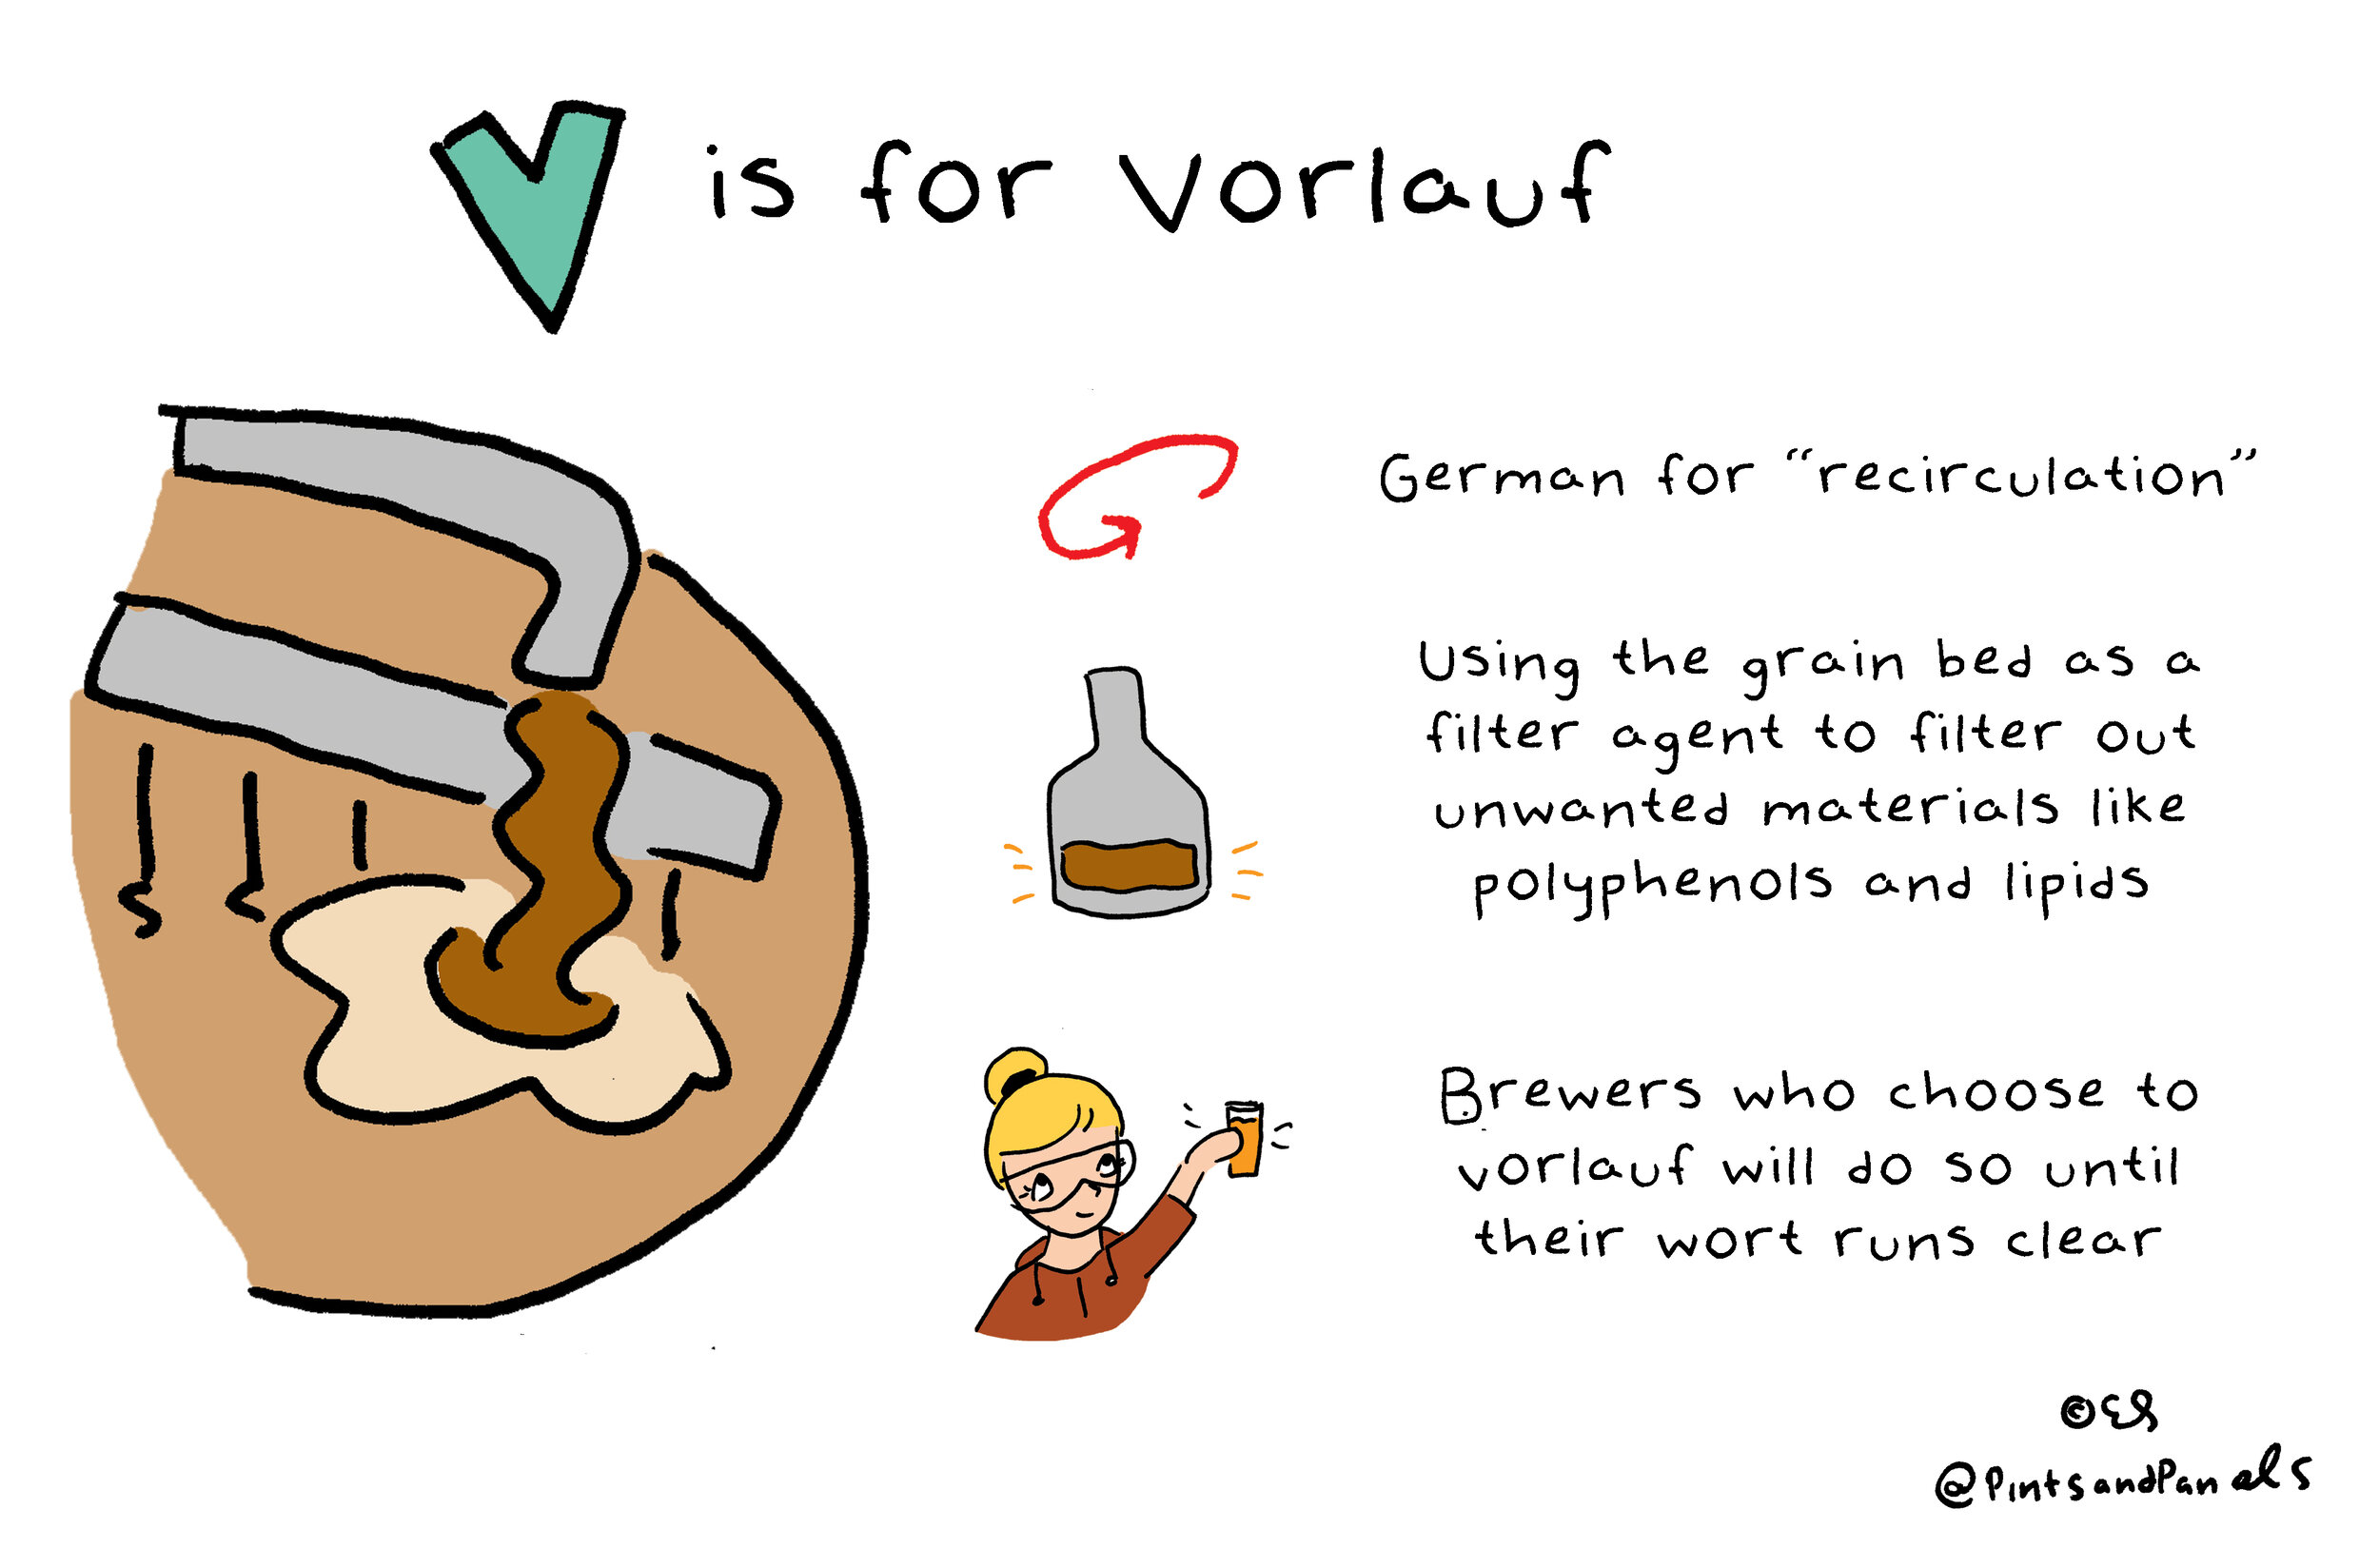 V is for Vorlauf
German for “recirculation”
Using the grain bed as a
filter agent to filter out
unwanted materials like
polyphenols and lipids
Brewers who choose to
vorlauf will do so until
their wort runs clear
©ES
@PintsandPanels